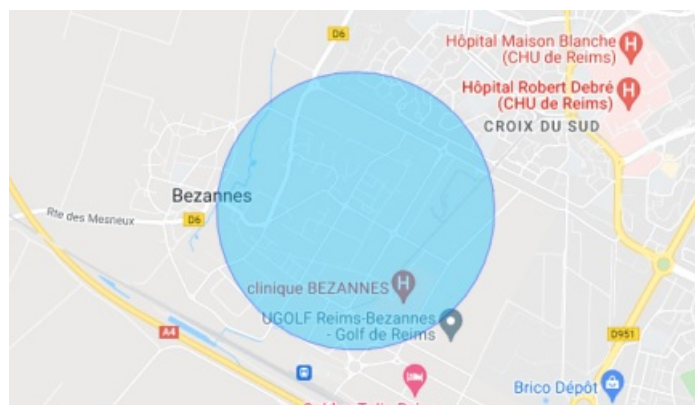 D6
Hôpital Maison Blanche
(CHU de Reims)
H
Hôpital Robert Debré
(CHU de Reims)
H
CROIX DU SUD
Bezannes
Rte des Mesneux
D6
clinique BEZANNES
H
UGOLF Reims-Bezannes
- Golf de Reims
A4
D951
Brico Dépôt